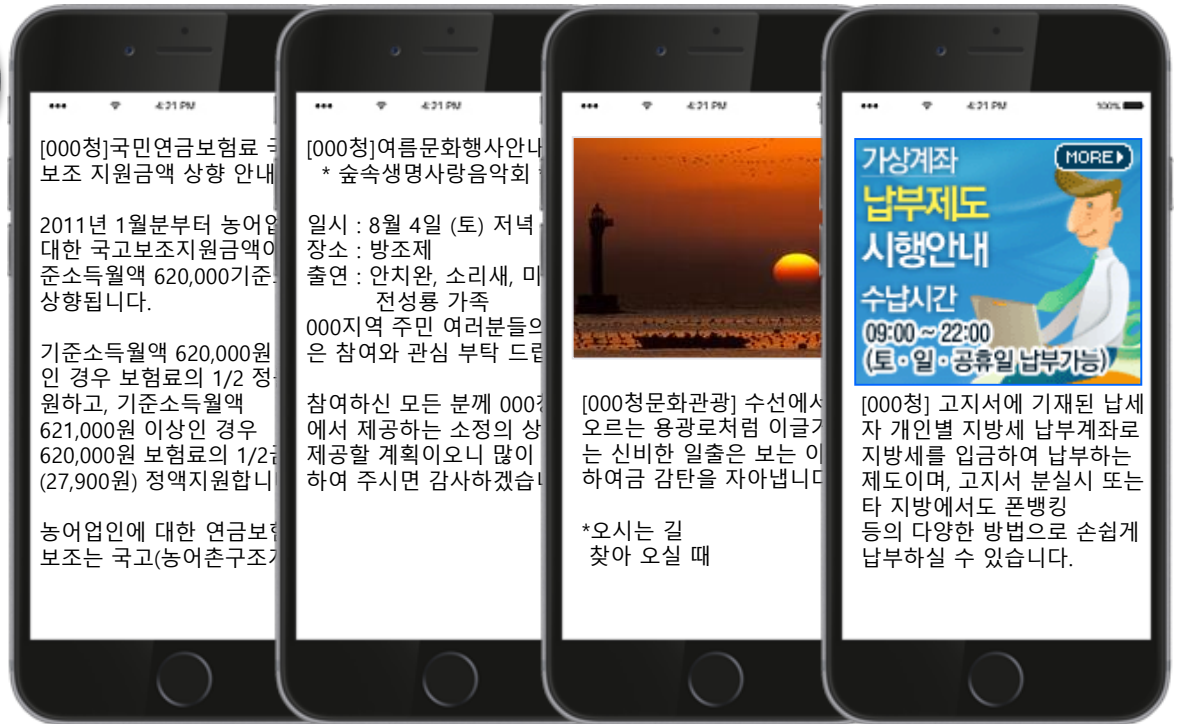 4:21 PM
[000청]국민연금보험료
보조 지원금액 상향 안내
2011년 1월분부터 농어업
대한 국고보조지원금액이
준소득월액 620,000기준
상향됩니다.
기준소득월액 620,000원
인 경우 보험료의 1/2 정
원하고, 기준소득월액
621,000원 이상인 경우
620,000원 보험료의 1/2
(27,900원) 정액지원합니
농어업인에 대한 연금보험
보조는 국고(농어촌구조
4:21 PM
[000청]여름문화행사안내
* 숲속생명사랑음악회 *
일시 : 8월 4일 (토) 저녁
장소 : 방조제
출연 : 안치완, 소리새, 미
전성룡 가족
000지역 주민 여러분들의
은 참여와 관심 부탁 드립
참여하신 모든 분께 000청
에서 제공하는 소정의 상
제공할 계획이오니 많이
하여 주시면 감사하겠습니
4:21 PM
[000청문화관광] 수선에서
오르는 용광로처럼 이글거
는 신비한 일출은 보는 이
하여금 감탄을 자아냅니다
*오시는 길
찾아 오실 때
4:21 PM 100%
가상계좌 MORE
납부제도
시행안내
수납시간
09:00 ~ 22:00
(토·일·공휴일 납부가능)
[000청] 고지서에 기재된 납세
자 개인별 지방세 납부계좌로
지방세를 입금하여 납부하는
제도이며, 고지서 분실시 또는
타 지방에서도 폰뱅킹
등의 다양한 방법으로 손쉽게
납부하실 수 있습니다.